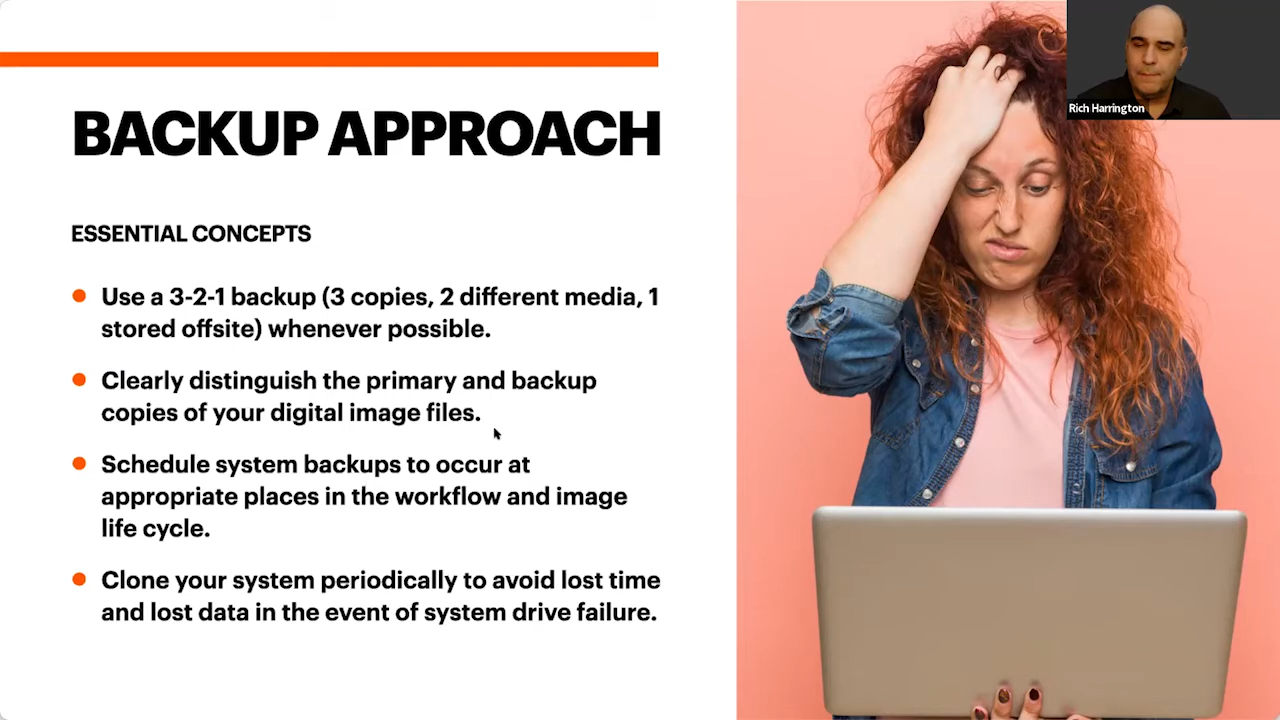 BACKUP APPROACH
ESSENTIAL CONCEPTS
Use a 3-2-1 backup (3 copies, 2 different media, 1
stored offsite) whenever possible.
Clearly distinguish the primary and backup
copies of your digital image files.
Schedule system backups to occur at
appropriate places in the workflow and image
life cycle.
Clone your system periodically to avoid lost time
and lost data in the event of system drive failure.
Rich Harrington